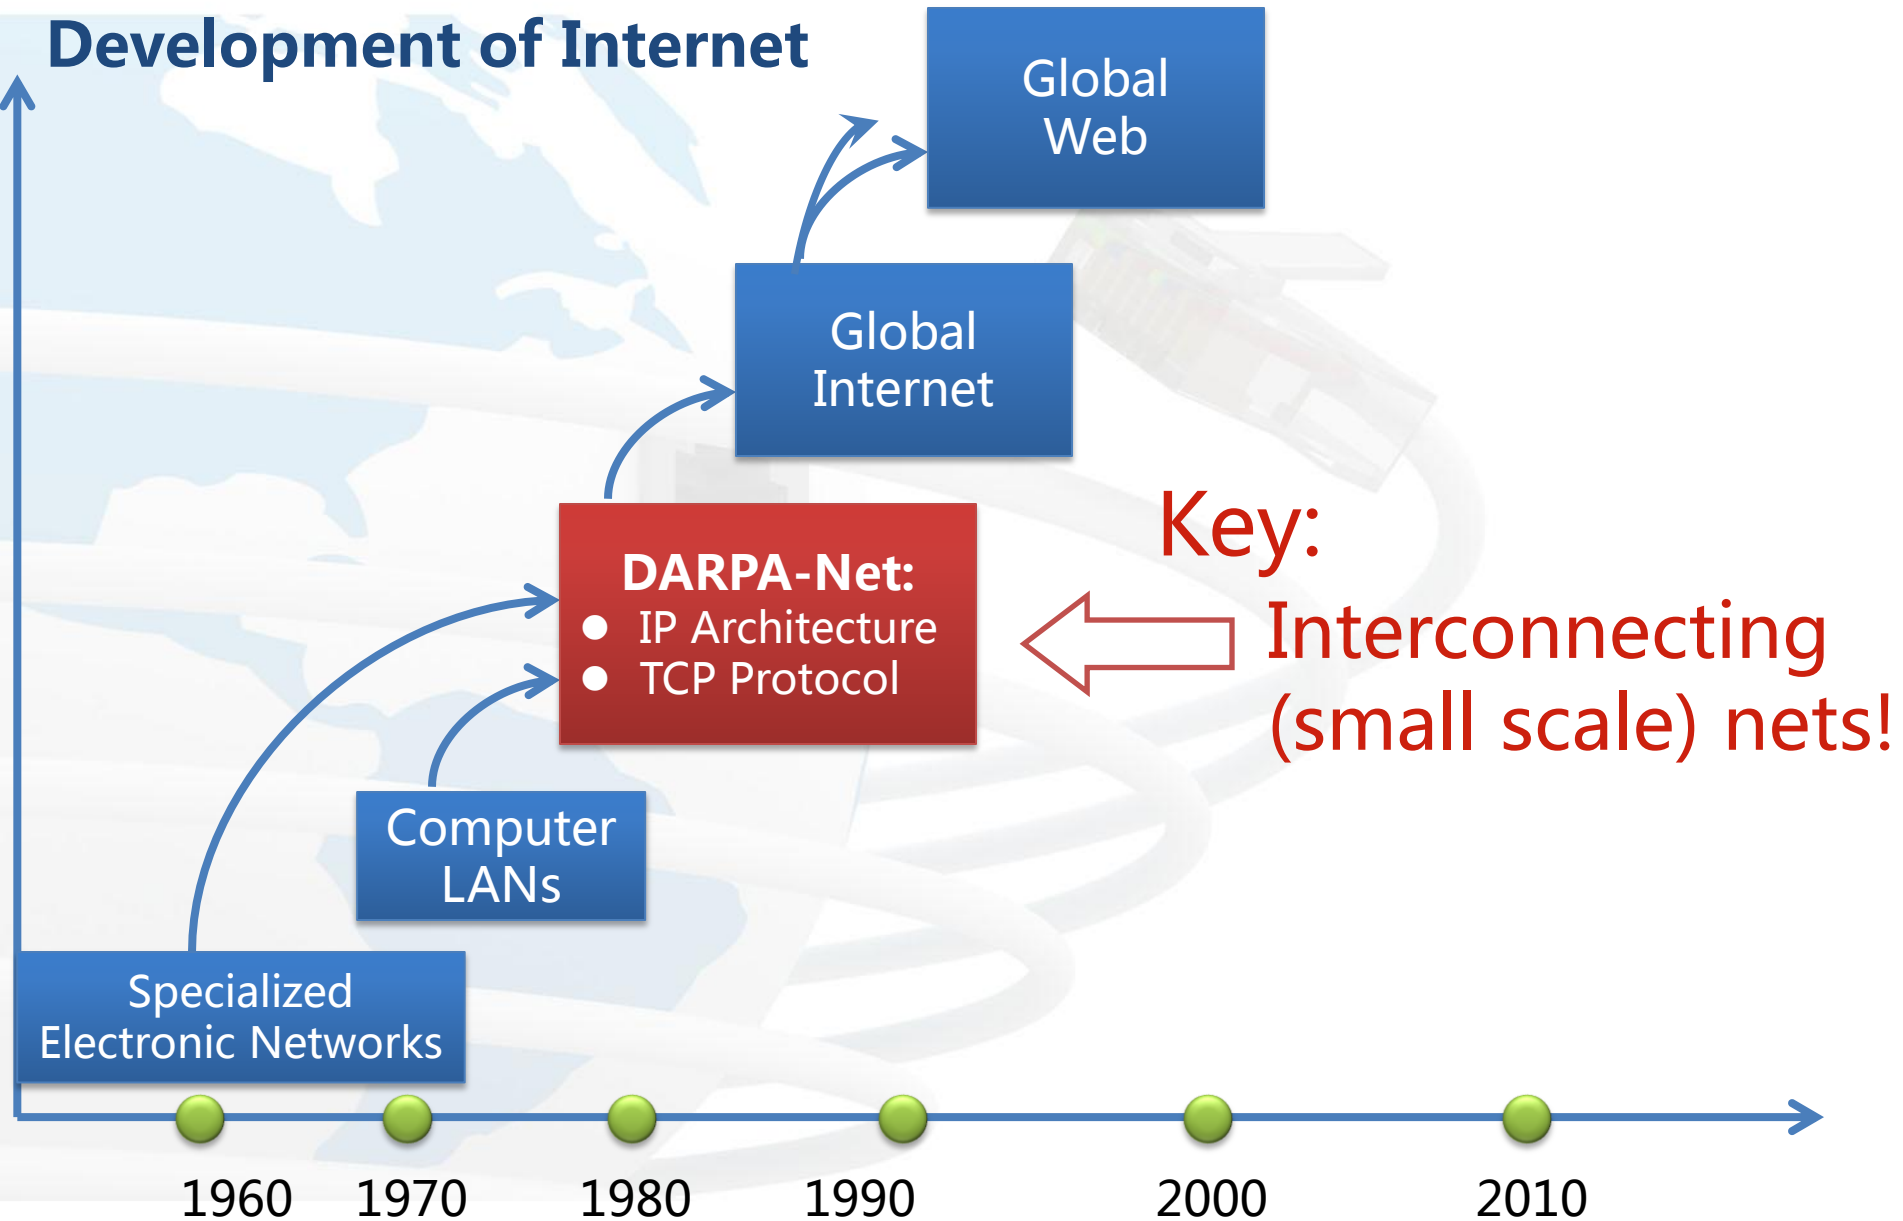 Development of Internet
Global
Web
Global
Internet
DARPA-Net:
● IP Architecture
● TCP Protocol
Key:
Interconnecting
(small scale) nets!
Computer
LANs
Specialized
Electronic Networks
1960 1970 1980 1990 2000 2010